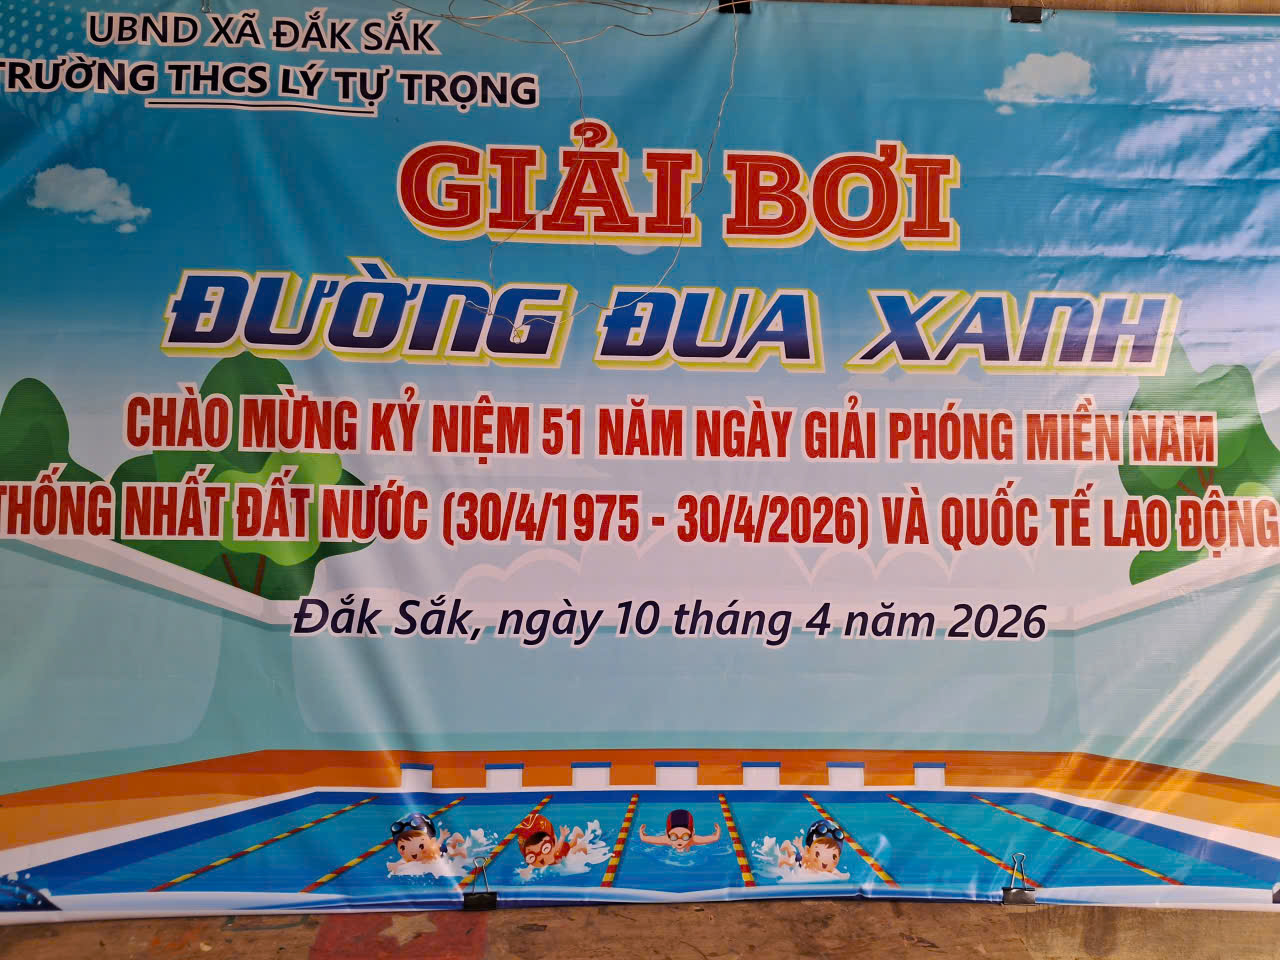 UBND XÃ ĐẮK SẮK
TRƯỜNG THCS LÝ TỰ TRỌNG
GIẢI BƠI
ĐƯỜNG ĐUA XANH
CHÀO MỪNG KỶ NIỆM 51 NĂM NGÀY GIẢI PHÓNG MIỀN NAM
THỐNG NHẤT ĐẤT NƯỚC (30/4/1975 - 30/4/2026) VÀ QUỐC TẾ LAO ĐỘNG
Đắk Sắk, ngày 10 tháng 4 năm 2026